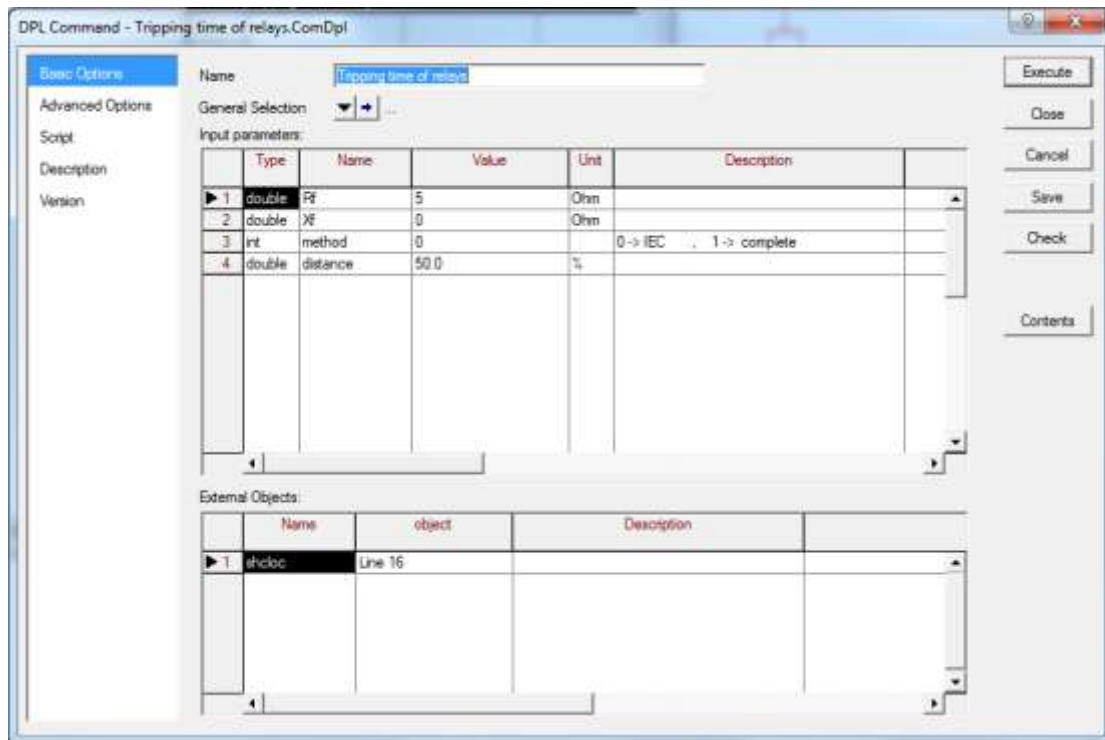 DPL Command - Tripping time of relays.ComDpl
Basic Options
Advanced Options
Script
Description
Version
Name Tripping time of relays
General Selection ...
Input parameters:
Type Name Value Unit Description
1 double Rf 5 Ohm
2 double Xf 0 Ohm
3 int method 0 0 -> IEC , 1 -> complete
4 double distance 50.0 %
External Objects:
Name object Description
1 shcloc Line 16
Execute
Close
Cancel
Save
Check
Contents